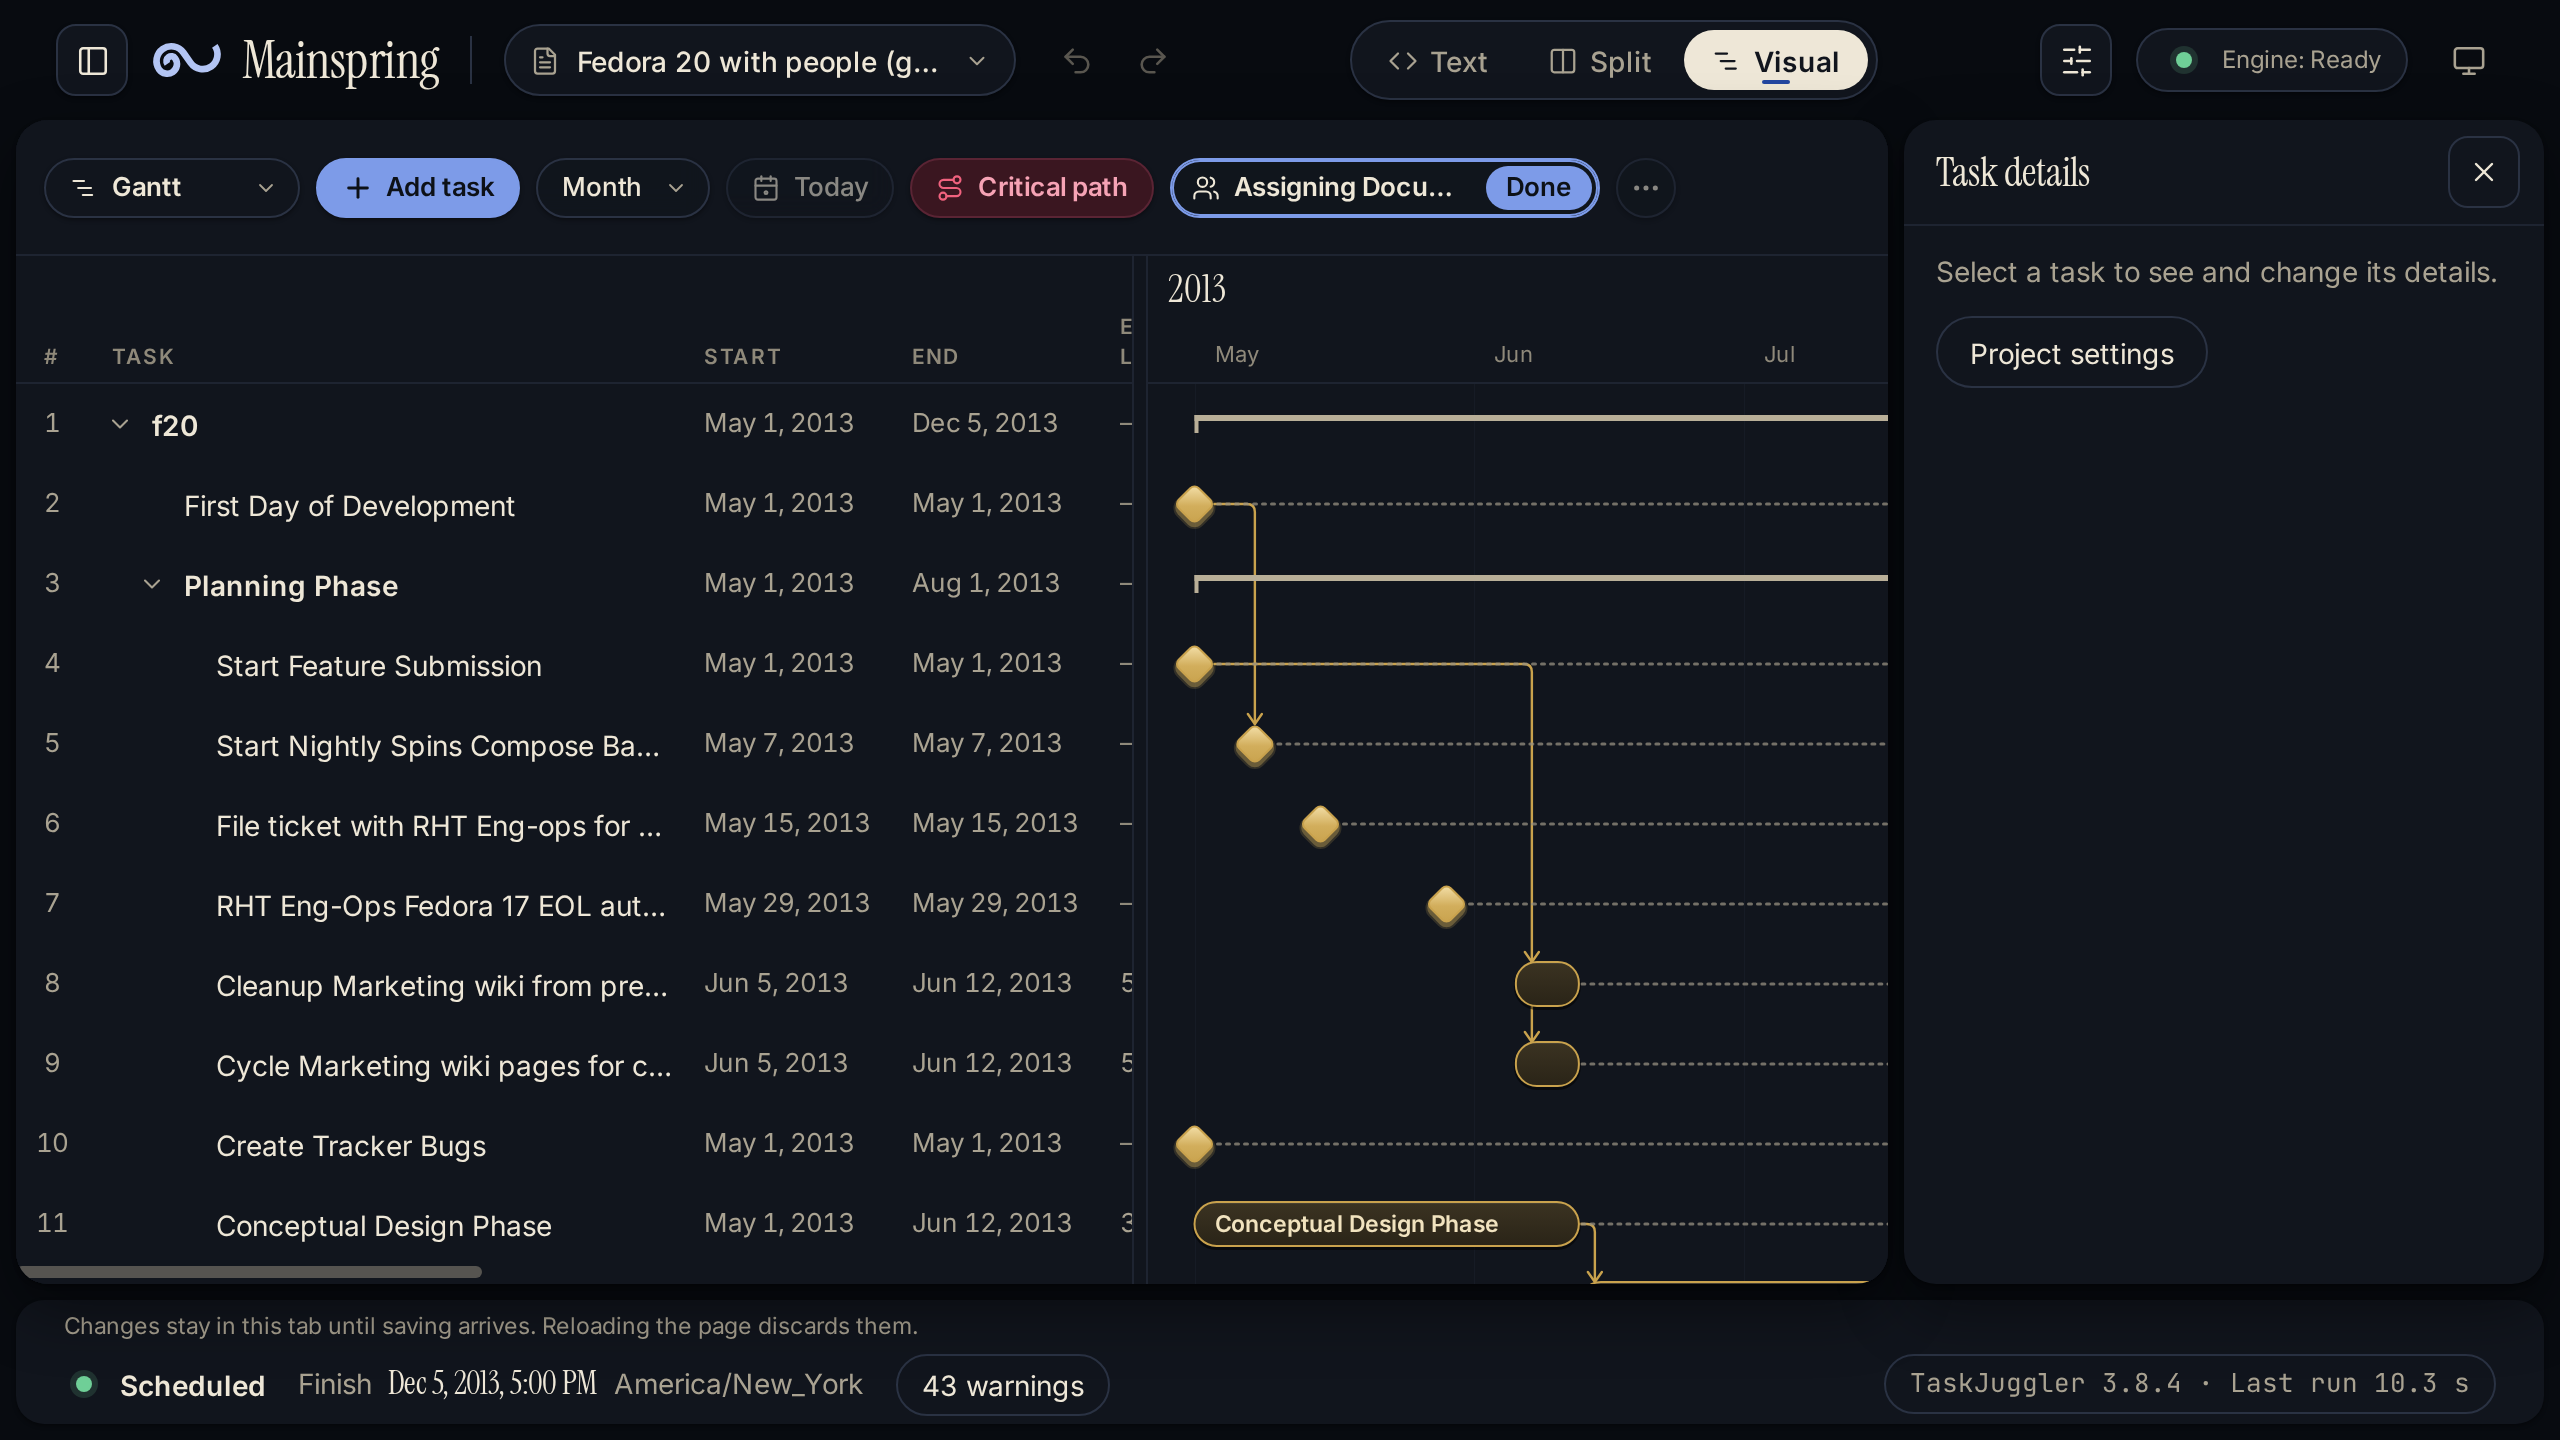 Mainspring
Fedora 20 with people (g...
Text
Split
Visual
Engine: Ready
Gantt
Add task
Month
Today
Critical path
Assigning Docu...
Done
Task details
Select a task to see and change its details.
Project settings
2013
May
Jun
Jul
# TASK START END
1 f20 May 1, 2013 Dec 5, 2013 –
2 First Day of Development May 1, 2013 May 1, 2013 –
3 Planning Phase May 1, 2013 Aug 1, 2013 –
4 Start Feature Submission May 1, 2013 May 1, 2013 –
5 Start Nightly Spins Compose Ba... May 7, 2013 May 7, 2013 –
6 File ticket with RHT Eng-ops for ... May 15, 2013 May 15, 2013 –
7 RHT Eng-Ops Fedora 17 EOL aut... May 29, 2013 May 29, 2013 –
8 Cleanup Marketing wiki from pre... Jun 5, 2013 Jun 12, 2013 5
9 Cycle Marketing wiki pages for c... Jun 5, 2013 Jun 12, 2013 5
10 Create Tracker Bugs May 1, 2013 May 1, 2013 –
11 Conceptual Design Phase May 1, 2013 Jun 12, 2013 3
Conceptual Design Phase
Changes stay in this tab until saving arrives. Reloading the page discards them.
Scheduled Finish Dec 5, 2013, 5:00 PM America/New_York 43 warnings
TaskJuggler 3.8.4 · Last run 10.3 s